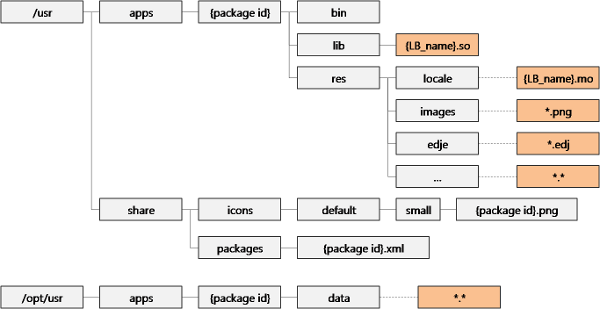 /usr apps {package id} bin
lib {LB_name}.so
res locale {LB_name}.mo
images *.png
edje *.edj
... *.*
share icons default small {package id}.png
packages {package id}.xml
/opt/usr apps {package id} data *.*